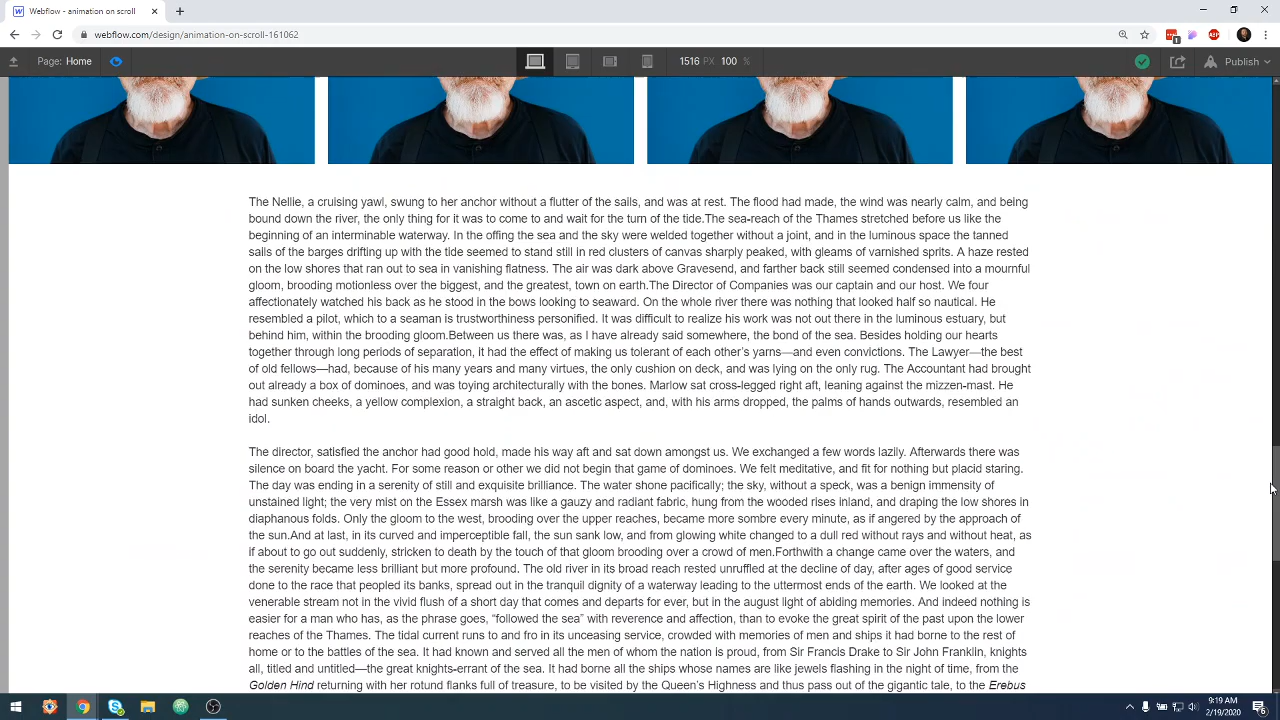 Webflow - animation on scroll
webflow.com/design/animation-on-scroll-161062
1
Page: Home
1516 PX 100 %
Publish
The Nellie, a cruising yawl, swung to her anchor without a flutter of the sails, and was at rest. The flood had made, the wind was nearly calm, and being
bound down the river, the only thing for it was to come to and wait for the turn of the tide.The sea-reach of the Thames stretched before us like the
beginning of an interminable waterway. In the offing the sea and the sky were welded together without a joint, and in the luminous space the tanned
sails of the barges drifting up with the tide seemed to stand still in red clusters of canvas sharply peaked, with gleams of varnished sprits. A haze rested
on the low shores that ran out to sea in vanishing flatness. The air was dark above Gravesend, and farther back still seemed condensed into a mournful
gloom, brooding motionless over the biggest, and the greatest, town on earth.The Director of Companies was our captain and our host. We four
affectionately watched his back as he stood in the bows looking to seaward. On the whole river there was nothing that looked half so nautical. He
resembled a pilot, which to a seaman is trustworthiness personified. It was difficult to realize his work was not out there in the luminous estuary, but
behind him, within the brooding gloom.Between us there was, as I have already said somewhere, the bond of the sea. Besides holding our hearts
together through long periods of separation, it had the effect of making us tolerant of each other’s yarns—and even convictions. The Lawyer—the best
of old fellows—had, because of his many years and many virtues, the only cushion on deck, and was lying on the only rug. The Accountant had brought
out already a box of dominoes, and was toying architecturally with the bones. Marlow sat cross-legged right aft, leaning against the mizzen-mast. He
had sunken cheeks, a yellow complexion, a straight back, an ascetic aspect, and, with his arms dropped, the palms of hands outwards, resembled an
idol.
The director, satisfied the anchor had good hold, made his way aft and sat down amongst us. We exchanged a few words lazily. Afterwards there was
silence on board the yacht. For some reason or other we did not begin that game of dominoes. We felt meditative, and fit for nothing but placid staring.
The day was ending in a serenity of still and exquisite brilliance. The water shone pacifically; the sky, without a speck, was a benign immensity of
unstained light; the very mist on the Essex marsh was like a gauzy and radiant fabric, hung from the wooded rises inland, and draping the low shores in
diaphanous folds. Only the gloom to the west, brooding over the upper reaches, became more sombre every minute, as if angered by the approach of
the sun.And at last, in its curved and imperceptible fall, the sun sank low, and from glowing white changed to a dull red without rays and without heat, as
if about to go out suddenly, stricken to death by the touch of that gloom brooding over a crowd of men.Forthwith a change came over the waters, and
the serenity became less brilliant but more profound. The old river in its broad reach rested unruffled at the decline of day, after ages of good service
done to the race that peopled its banks, spread out in the tranquil dignity of a waterway leading to the uttermost ends of the earth. We looked at the
venerable stream not in the vivid flush of a short day that comes and departs for ever, but in the august light of abiding memories. And indeed nothing is
easier for a man who has, as the phrase goes, “followed the sea” with reverence and affection, than to evoke the great spirit of the past upon the lower
reaches of the Thames. The tidal current runs to and fro in its unceasing service, crowded with memories of men and ships it had borne to the rest of
home or to the battles of the sea. It had known and served all the men of whom the nation is proud, from Sir Francis Drake to Sir John Franklin, knights
all, titled and untitled—the great knights-errant of the sea. It had borne all the ships whose names are like jewels flashing in the night of time, from the
Golden Hind returning with her rotund flanks full of treasure, to be visited by the Queen’s Highness and thus pass out of the gigantic tale, to the Erebus
9:19 AM
2/19/2020
6